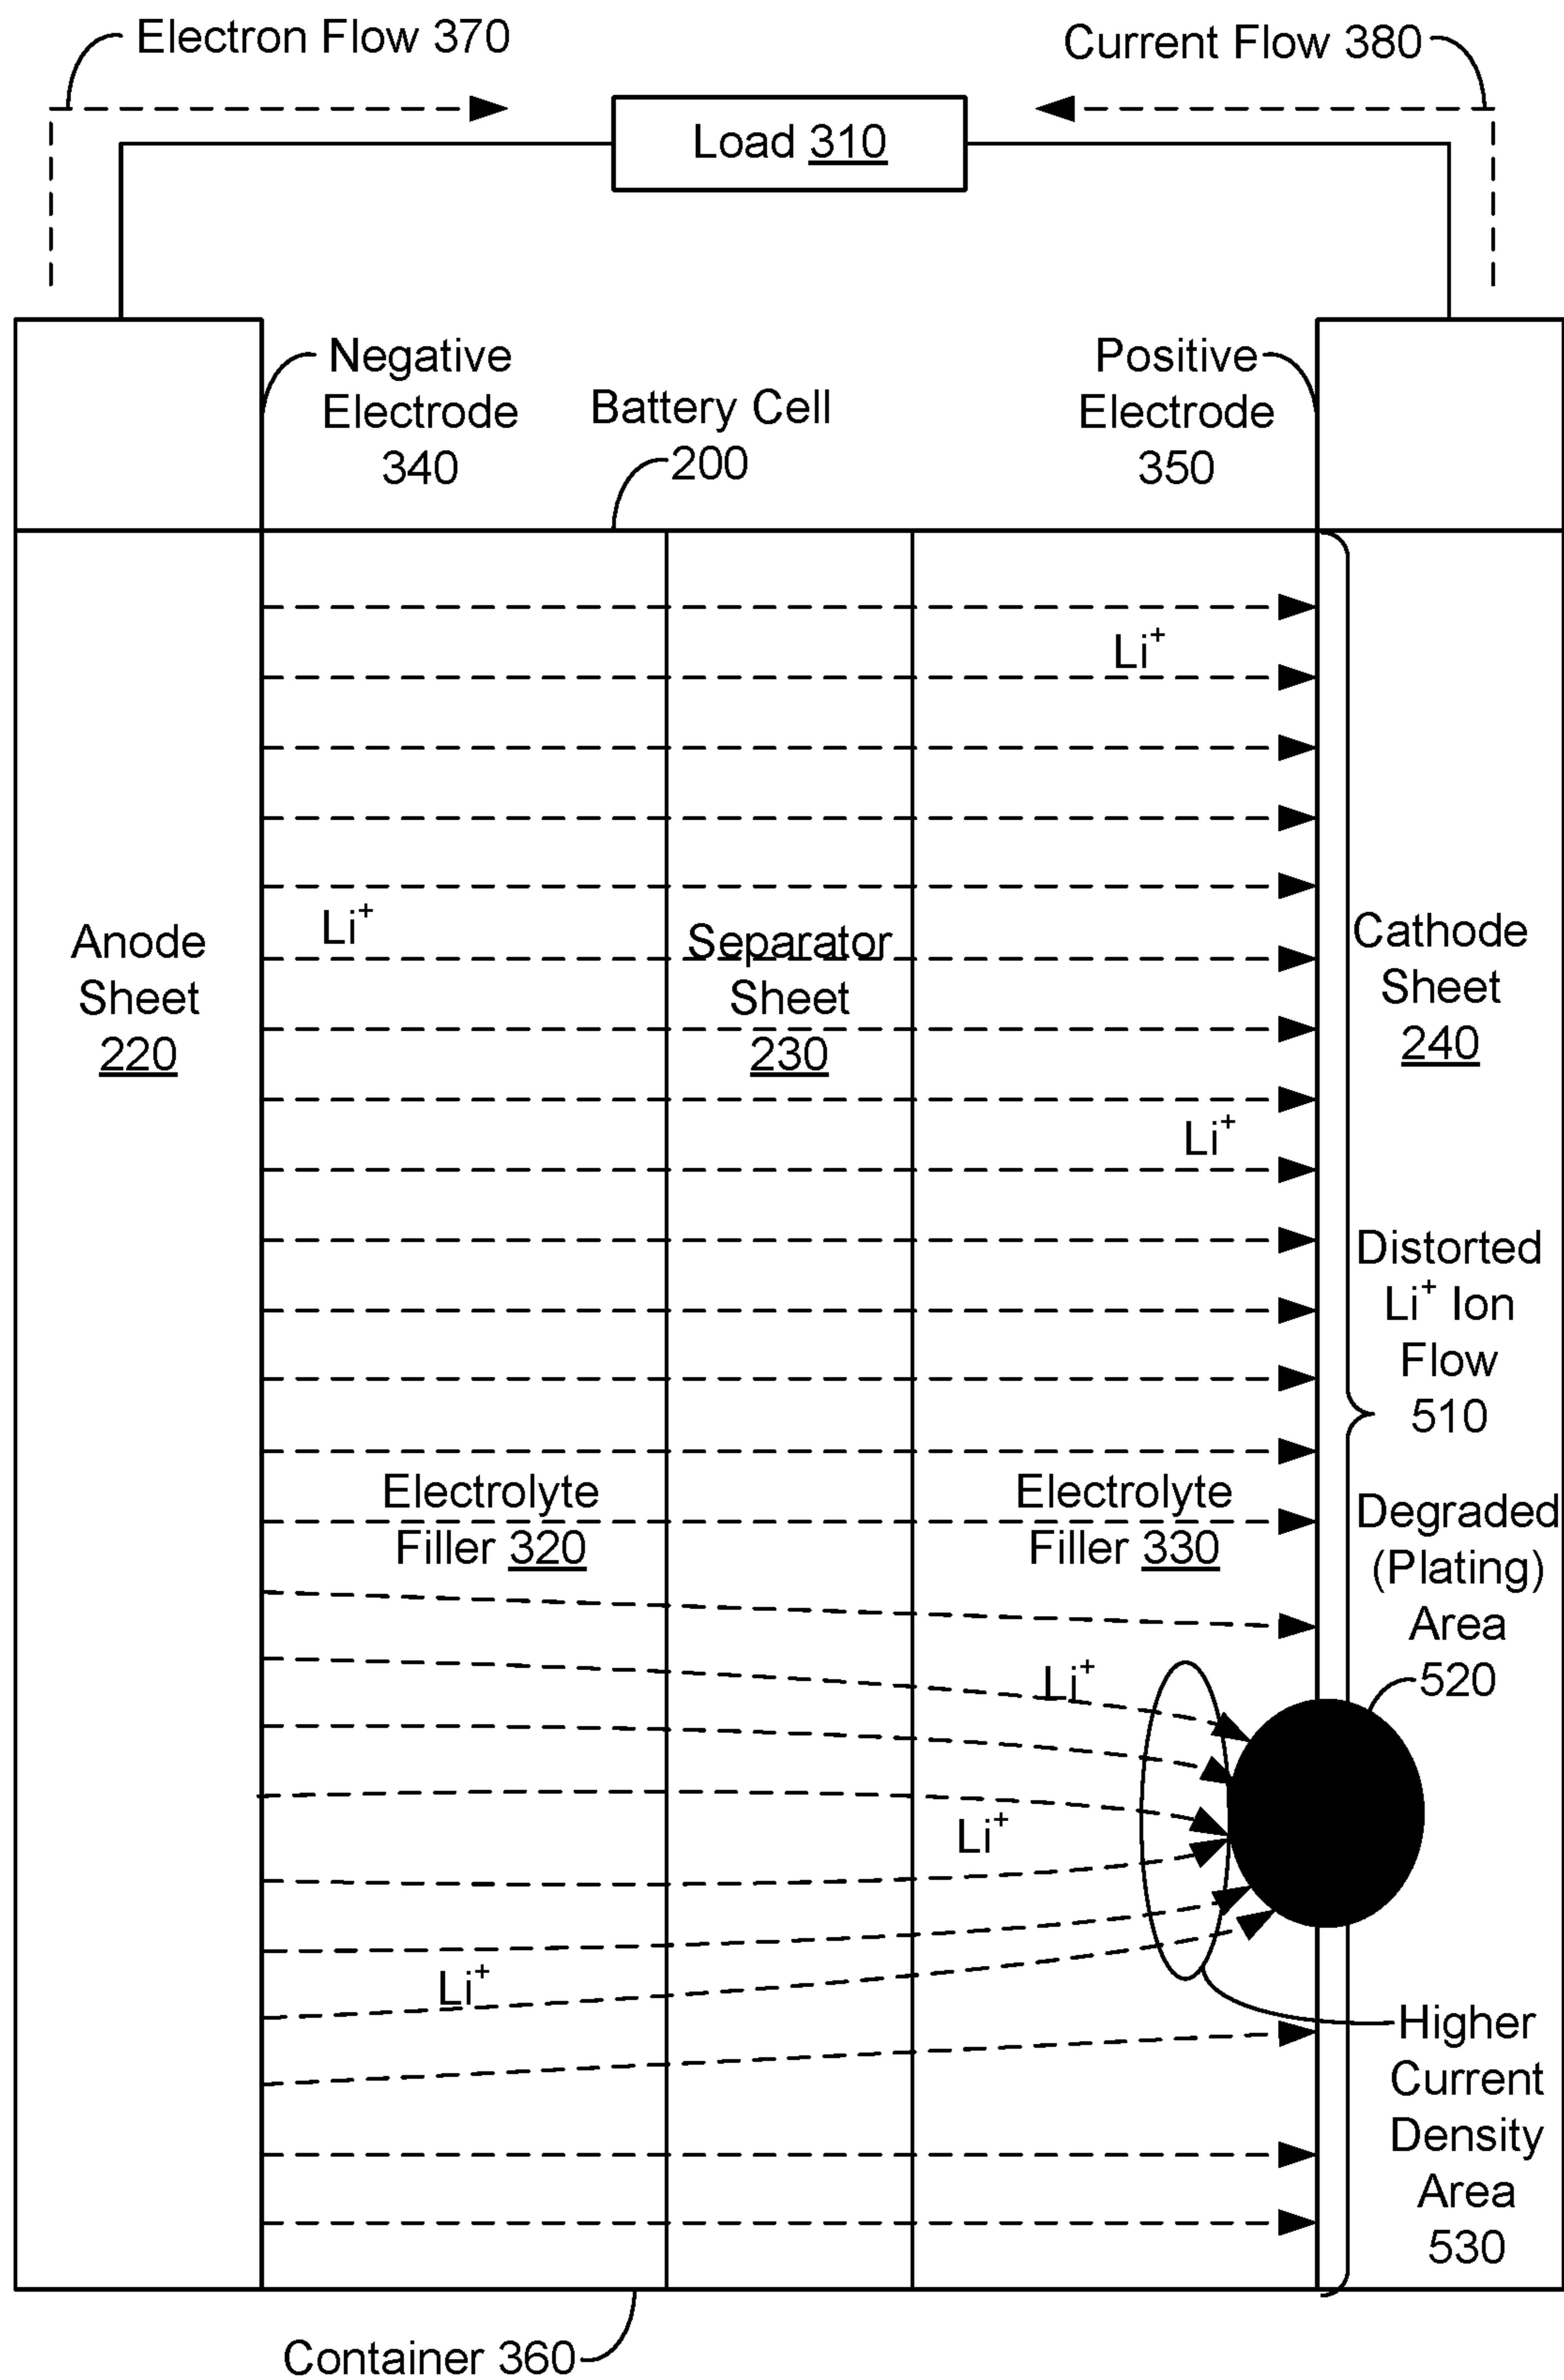 Electron Flow 370
Current Flow 380
Load 310
Negative
Electrode
340
Battery Cell
200
Positive
Electrode
350
Li⁺
Li⁺
Anode
Sheet
220
Separator
Sheet
230
Cathode
Sheet
240
Li⁺
Distorted
Li⁺ Ion
Flow
510
Electrolyte
Filler 320
Electrolyte
Filler 330
Degraded
(Plating)
Area
520
Li⁺
Li⁺
Li⁺
Higher
Current
Density
Area
530
Container 360